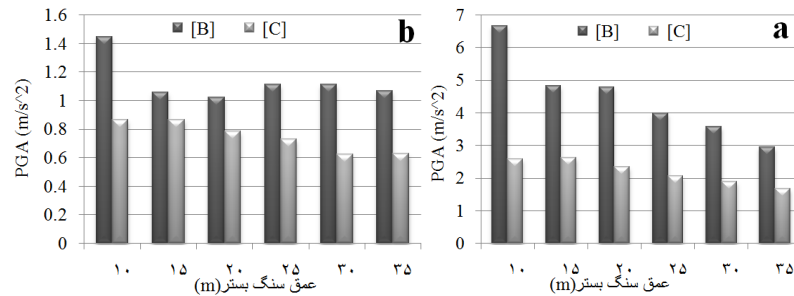 b
[B] [C]
PGA (m/s^2)
1.6
1.4
1.2
1
0.8
0.6
0.4
0.2
0
۱۰ ۱۵ ۲۰ ۲۵ ۳۰ ۳۵
عمق سنگ بستر(m)
a
[B] [C]
PGA (m/s^2)
7
6
5
4
3
2
1
0
۱۰ ۱۵ ۲۰ ۲۵ ۳۰ ۳۵
عمق سنگ بستر(m)